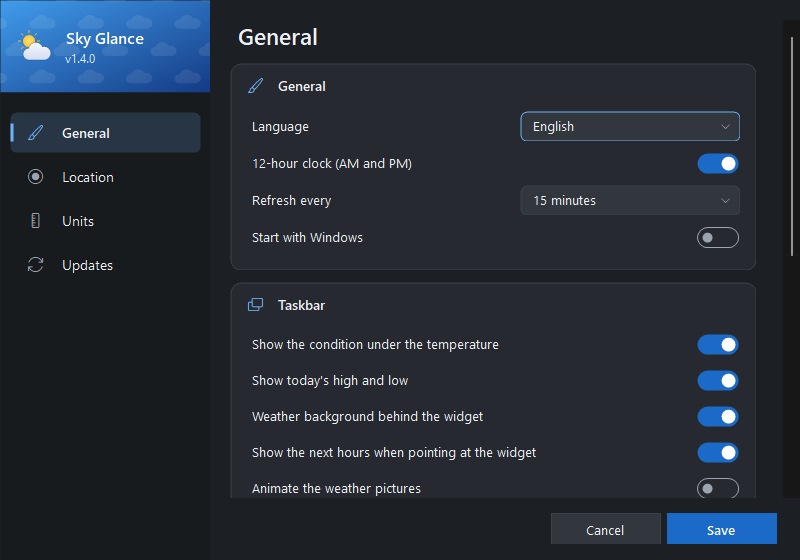 Sky Glance
v1.4.0
General
Location
Units
Updates
General
General
Language
English
12-hour clock (AM and PM)
Refresh every
15 minutes
Start with Windows
Taskbar
Show the condition under the temperature
Show today's high and low
Weather background behind the widget
Show the next hours when pointing at the widget
Animate the weather pictures
Cancel
Save